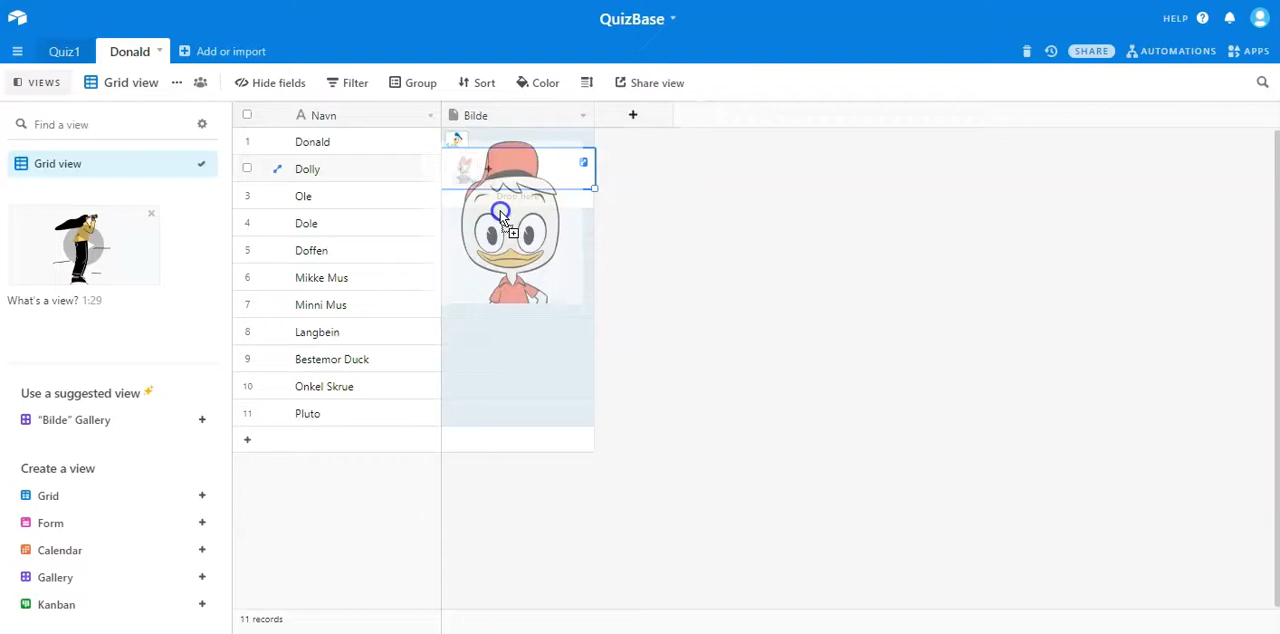 QuizBase
HELP
Quiz1
Donald
Add or import
SHARE
AUTOMATIONS
APPS
VIEWS
Grid view
Hide fields
Filter
Group
Sort
Color
Share view
Find a view
Grid view
What's a view? 1:29
Use a suggested view
"Bilde" Gallery
Create a view
Grid
Form
Calendar
Gallery
Kanban
Navn
Bilde
1 Donald
Dolly
3 Ole
Drop here
4 Dole
5 Doffen
6 Mikke Mus
7 Minni Mus
8 Langbein
9 Bestemor Duck
10 Onkel Skrue
11 Pluto
11 records